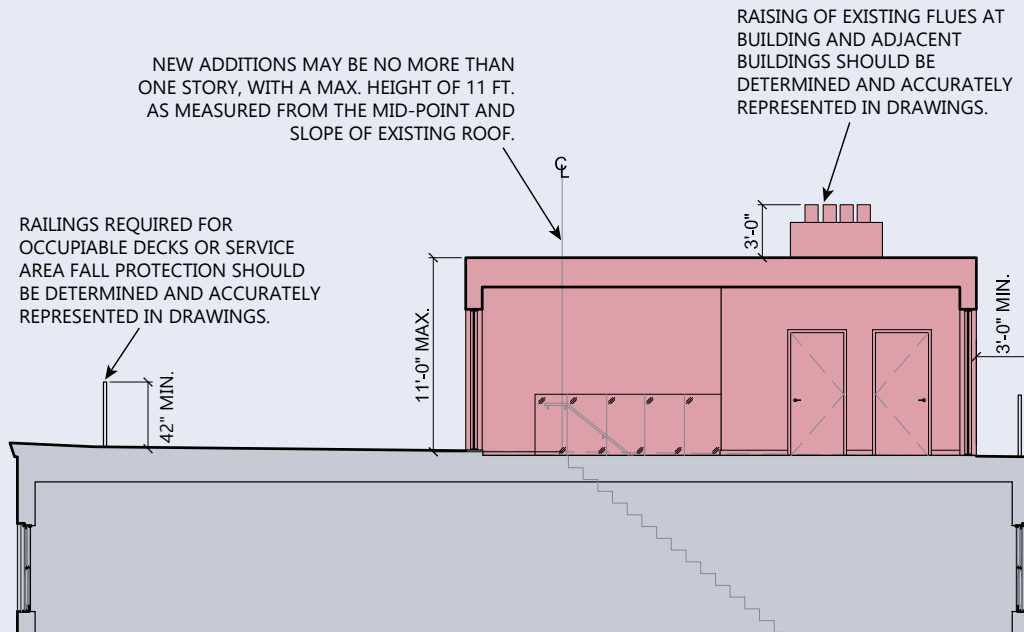 RAISING OF EXISTING FLUES AT
BUILDING AND ADJACENT
BUILDINGS SHOULD BE
DETERMINED AND ACCURATELY
REPRESENTED IN DRAWINGS.
NEW ADDITIONS MAY BE NO MORE THAN
ONE STORY, WITH A MAX. HEIGHT OF 11 FT.
AS MEASURED FROM THE MID-POINT AND
SLOPE OF EXISTING ROOF.
CL
RAILINGS REQUIRED FOR
OCCUPIABLE DECKS OR SERVICE
AREA FALL PROTECTION SHOULD
BE DETERMINED AND ACCURATELY
REPRESENTED IN DRAWINGS.
3'-0"
11'-0" MAX.
3'-0" MIN.
42" MIN.